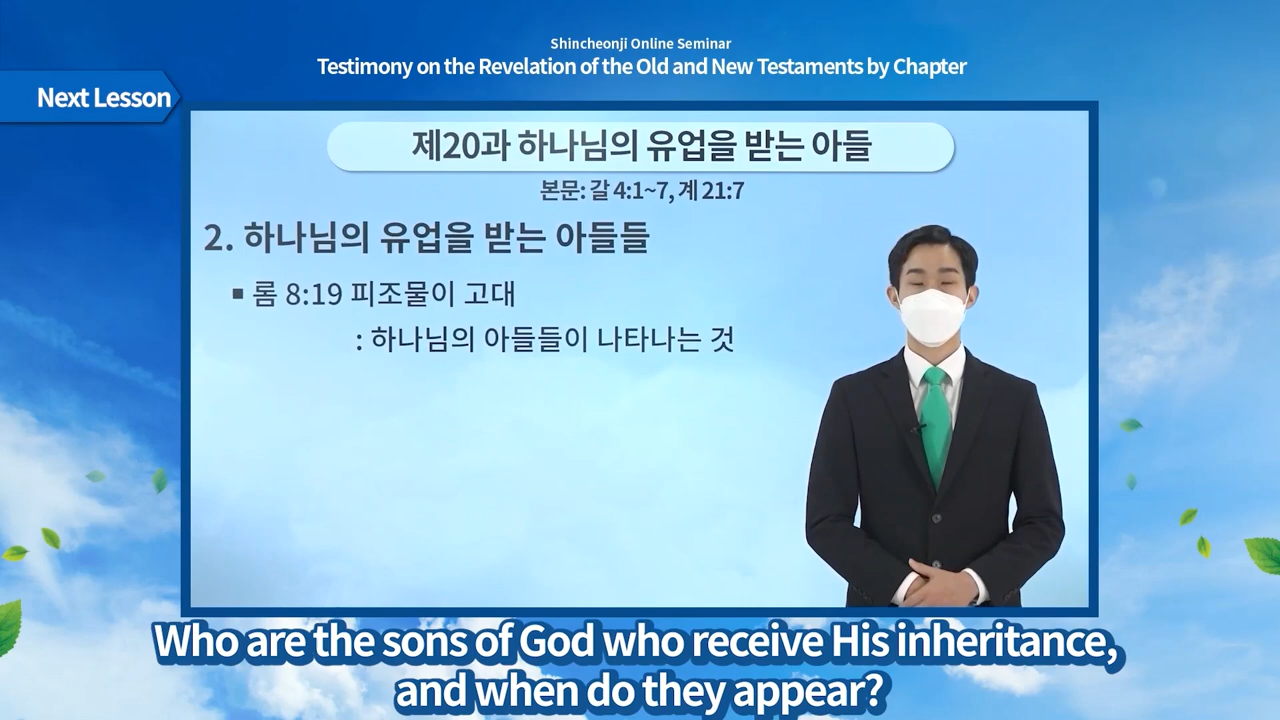 Shincheonji Online Seminar
Testimony on the Revelation of the Old and New Testaments by Chapter
Next Lesson
제20과 하나님의 유업을 받는 아들
본문: 갈 4:1~7, 계 21:7
2. 하나님의 유업을 받는 아들들
▪ 롬 8:19 피조물이 고대
: 하나님의 아들들이 나타나는 것
Who are the sons of God who receive His inheritance,
and when do they appear?